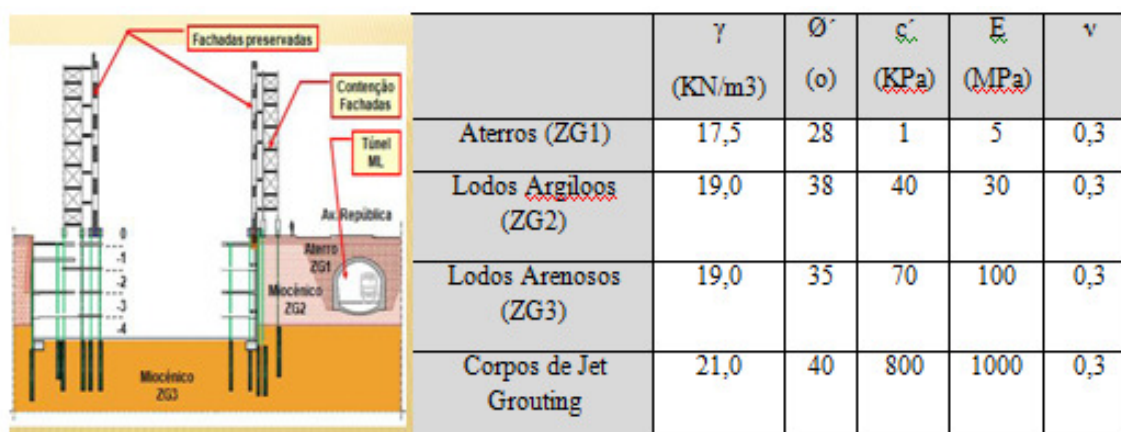 Fachadas preservadas
Contenção
Fachadas
Túnel
ML
Av. República
0
-1
-2
-3
-4
Aterro
ZG1
Miocénico
ZG2
Miocénico
ZG3
γ Ø´ ç´ E ν
(KN/m3) (o) (KPa) (MPa)
Aterros (ZG1) 17,5 28 1 5 0,3
Lodos Argiloos 19,0 38 40 30 0,3
(ZG2)
Lodos Arenosos 19,0 35 70 100 0,3
(ZG3)
Corpos de Jet 21,0 40 800 1000 0,3
Grouting